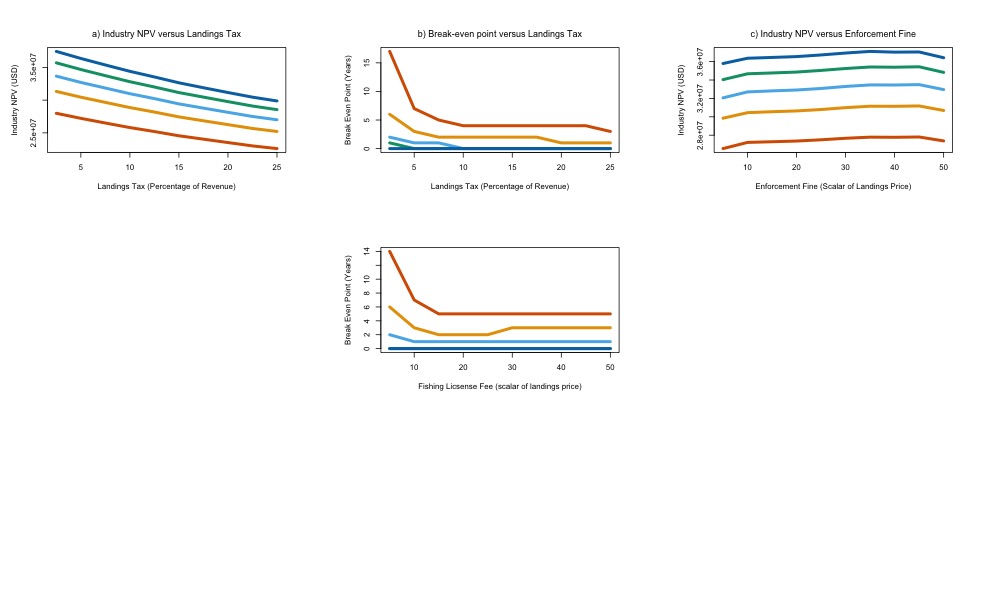 a) Industry NPV versus Landings Tax
Industry NPV (USD)
2.5e+07
3.5e+07
5
10
15
20
25
Landings Tax (Percentage of Revenue)
b) Break-even point versus Landings Tax
Break Even Point (Years)
0
5
10
15
5
10
15
20
25
Landings Tax (Percentage of Revenue)
c) Industry NPV versus Enforcement Fine
Industry NPV (USD)
2.8e+07
3.2e+07
3.6e+07
10
20
30
40
50
Enforcement Fine (Scalar of Landings Price)
Break Even Point (Years)
0
2
4
6
8
10
14
10
20
30
40
50
Fishing Licsense Fee (scalar of landings price)